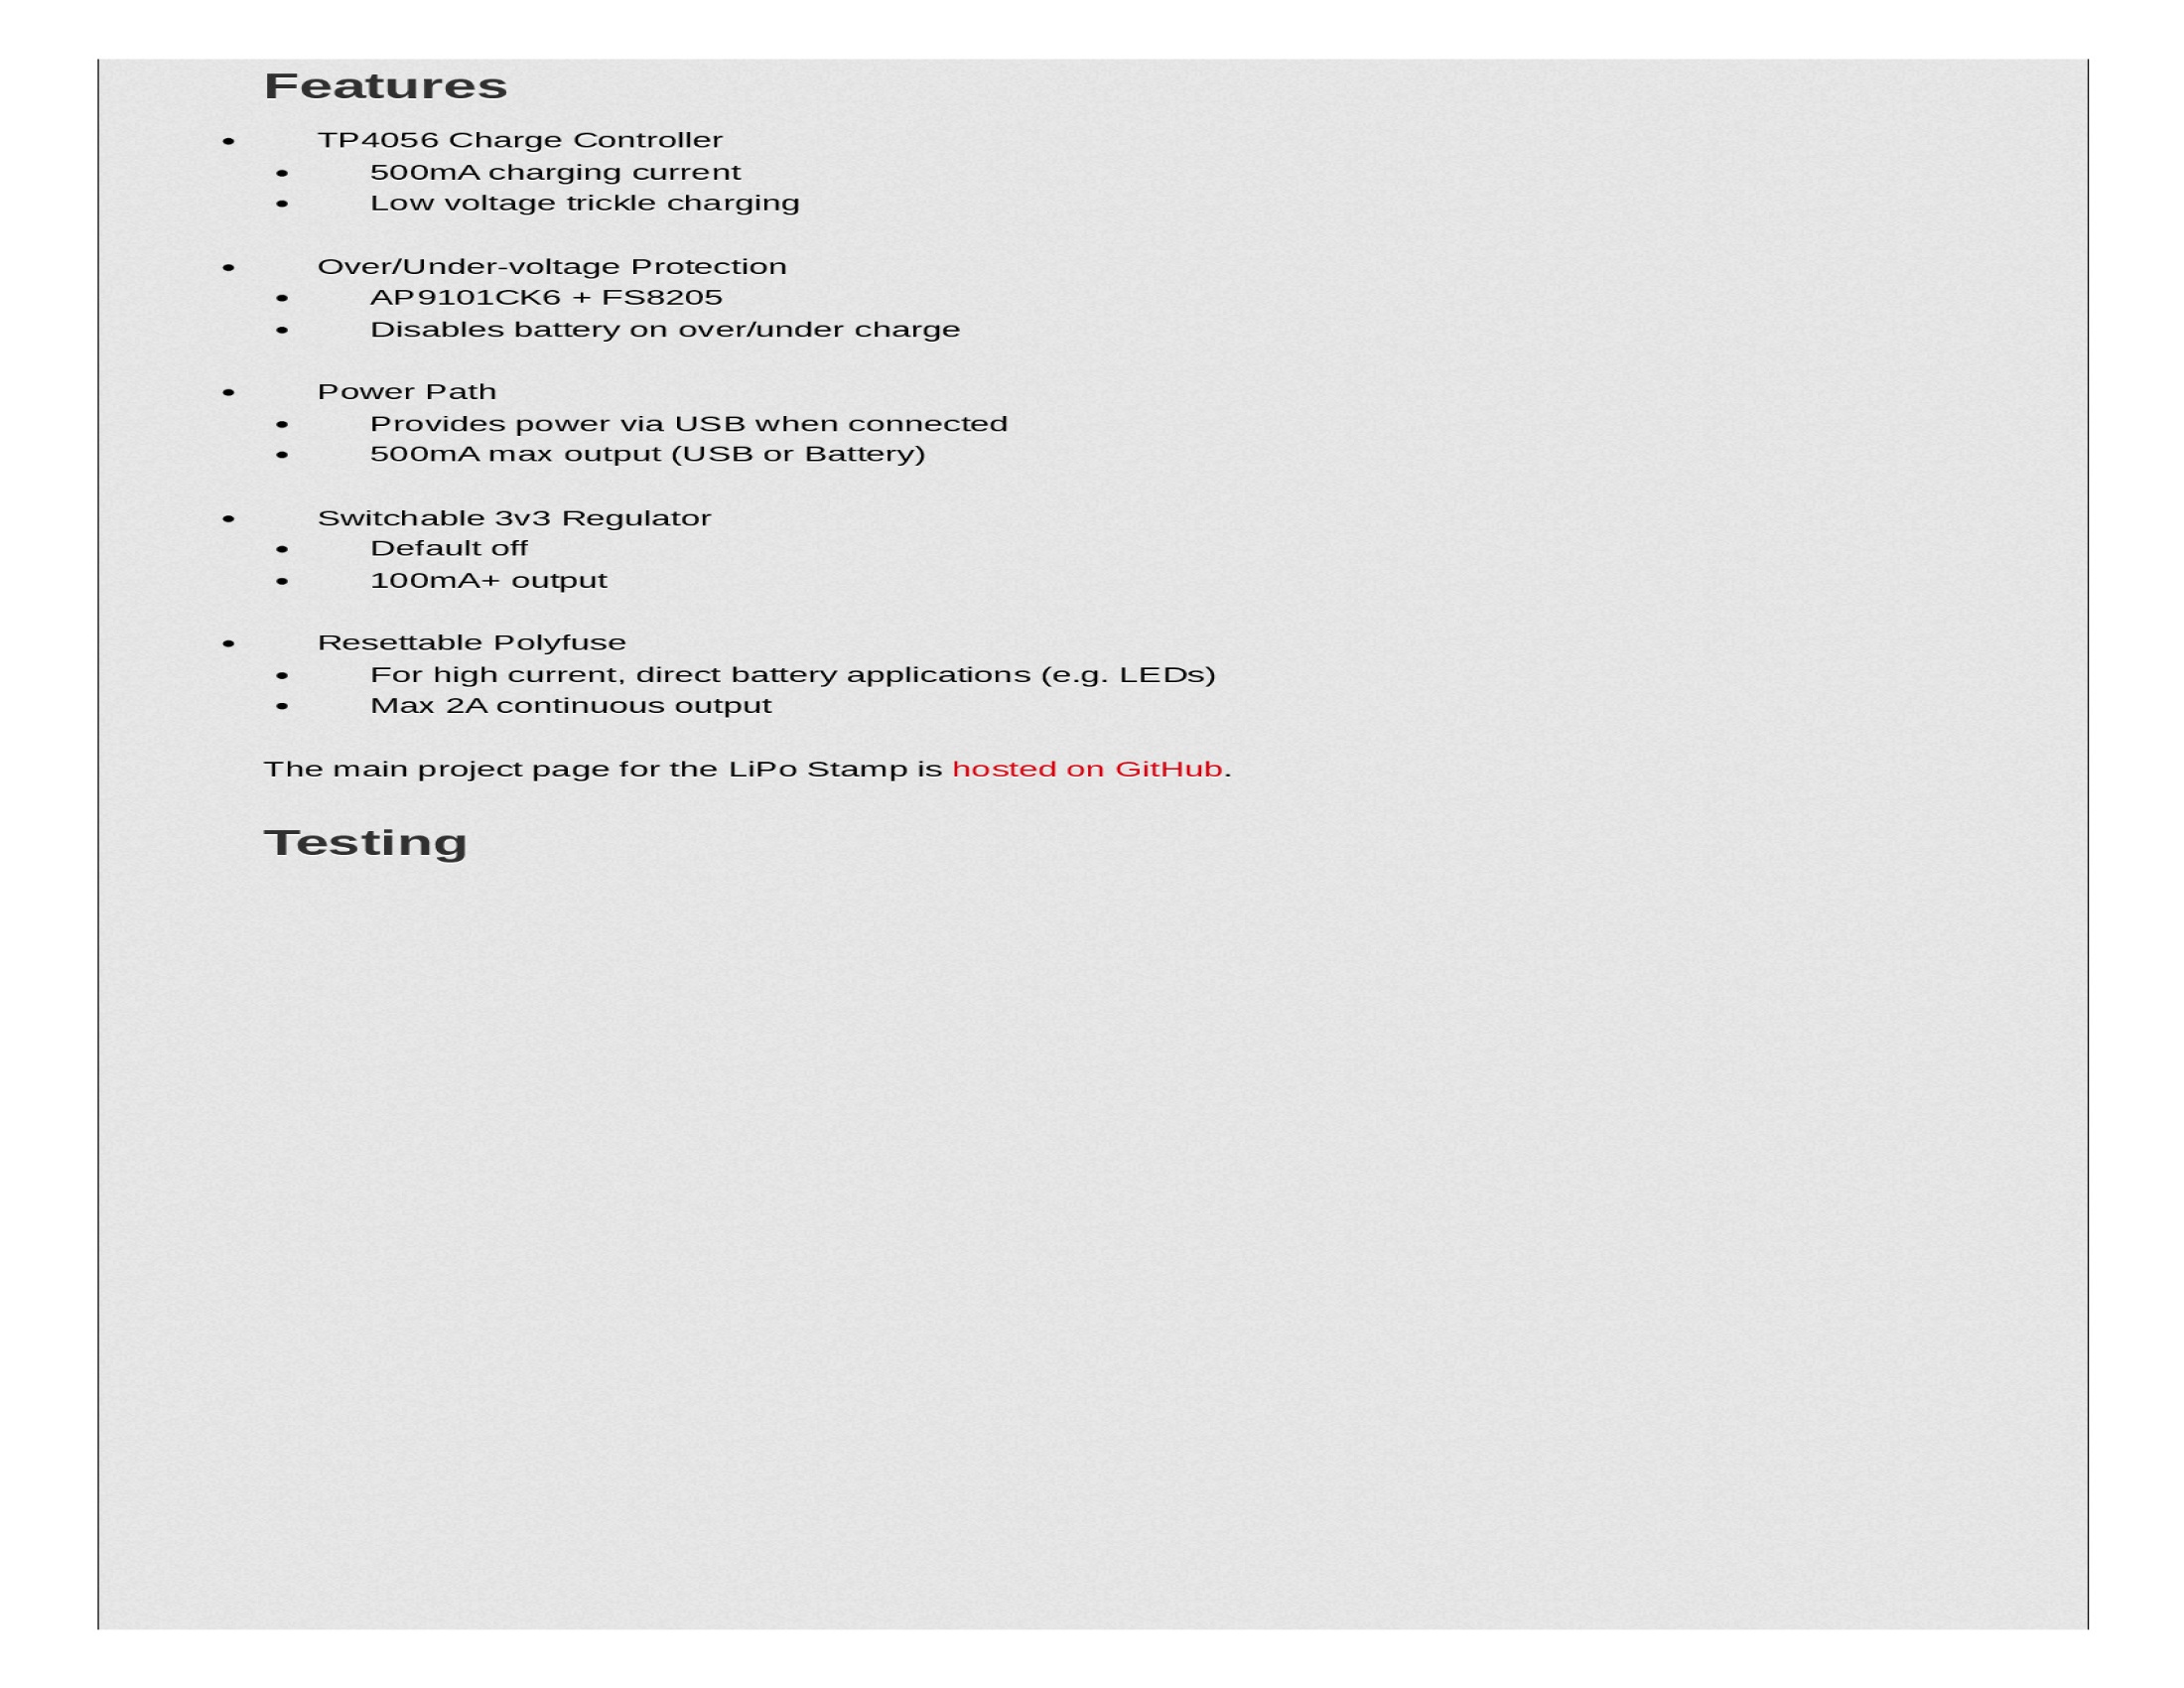 Features
• TP4056 Charge Controller
• 500mA charging current
• Low voltage trickle charging
• Over/Under-voltage Protection
• AP9101CK6 + FS8205
• Disables battery on over/under charge
• Power Path
• Provides power via USB when connected
• 500mA max output (USB or Battery)
• Switchable 3v3 Regulator
• Default off
• 100mA+ output
• Resettable Polyfuse
• For high current, direct battery applications (e.g. LEDs)
• Max 2A continuous output
The main project page for the LiPo Stamp is hosted on GitHub.
Testing